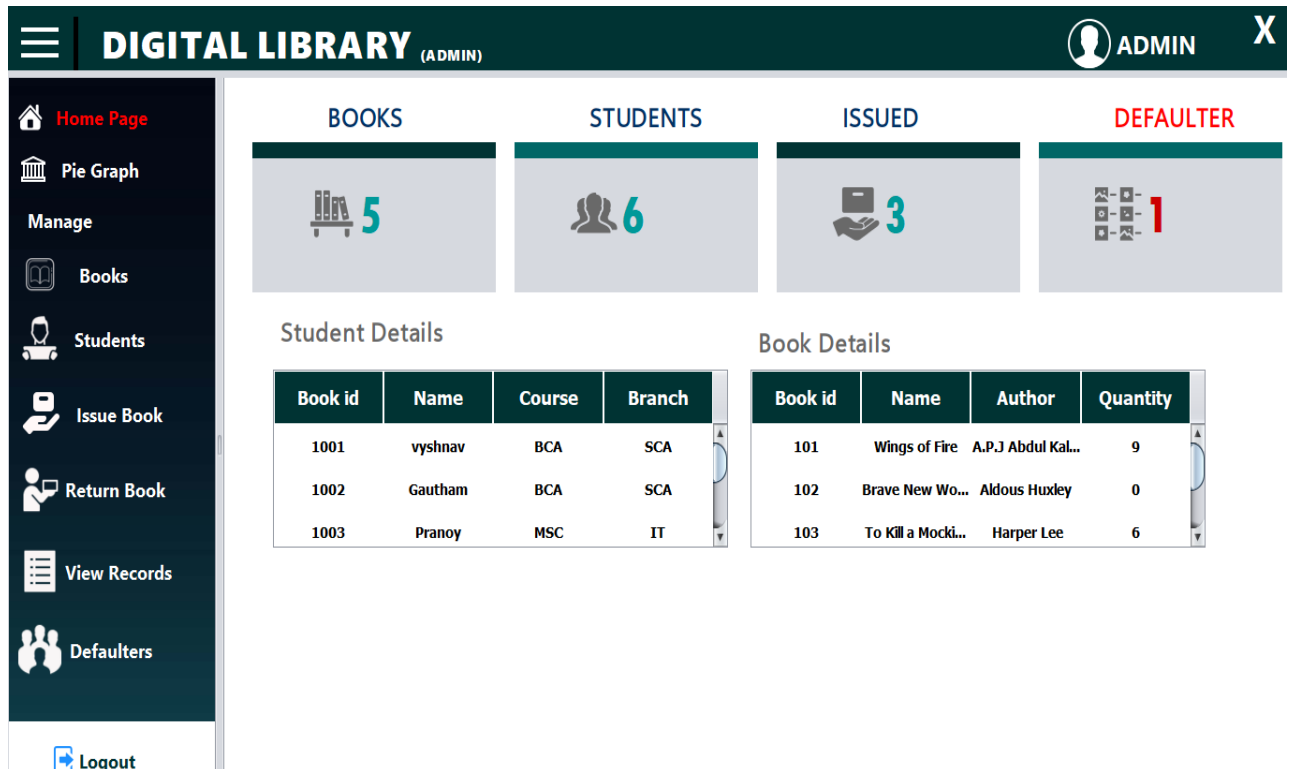 DIGITAL LIBRARY (ADMIN)
ADMIN
X
Home Page
Pie Graph
Manage
Books
Students
Issue Book
Return Book
View Records
Defaulters
Logout
BOOKS STUDENTS ISSUED DEFAULTER
5 6 3 1
Student Details
Book id Name Course Branch
1001 vyshnav BCA SCA
1002 Gautham BCA SCA
1003 Pranoy MSC IT
Book Details
Book id Name Author Quantity
101 Wings of Fire A.P.J Abdul Kal... 9
102 Brave New Wo... Aldous Huxley 0
103 To Kill a Mocki... Harper Lee 6